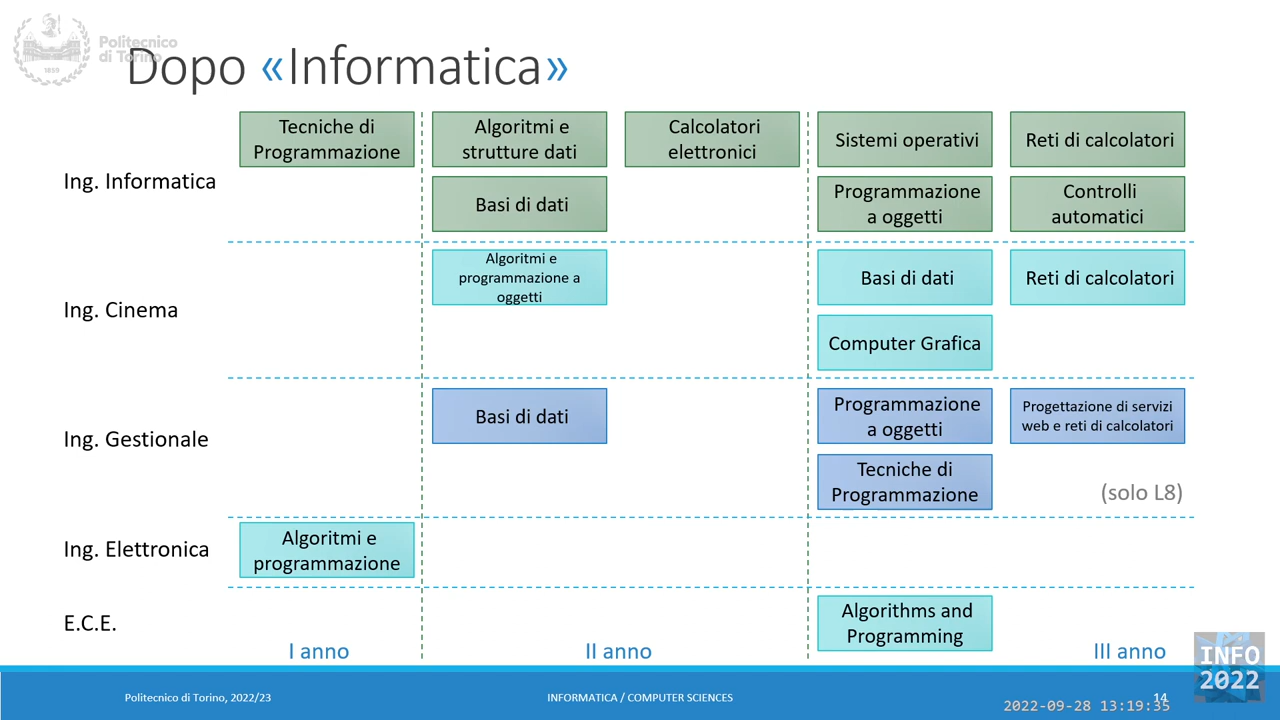 Politecnico
di Torino
1859
Dopo «Informatica»
Tecniche di
Programmazione
Algoritmi e
strutture dati
Calcolatori
elettronici
Sistemi operativi
Reti di calcolatori
Ing. Informatica
Basi di dati
Programmazione
a oggetti
Controlli
automatici
Ing. Cinema
Algoritmi e
programmazione a
oggetti
Basi di dati
Reti di calcolatori
Computer Grafica
Ing. Gestionale
Basi di dati
Programmazione
a oggetti
Progettazione di servizi
web e reti di calcolatori
Tecniche di
Programmazione
(solo L8)
Ing. Elettronica
Algoritmi e
programmazione
E.C.E.
Algorithms and
Programming
I anno
II anno
III anno
INFO
2022
Politecnico di Torino, 2022/23
INFORMATICA / COMPUTER SCIENCES
14
2022-09-28 13:19:35